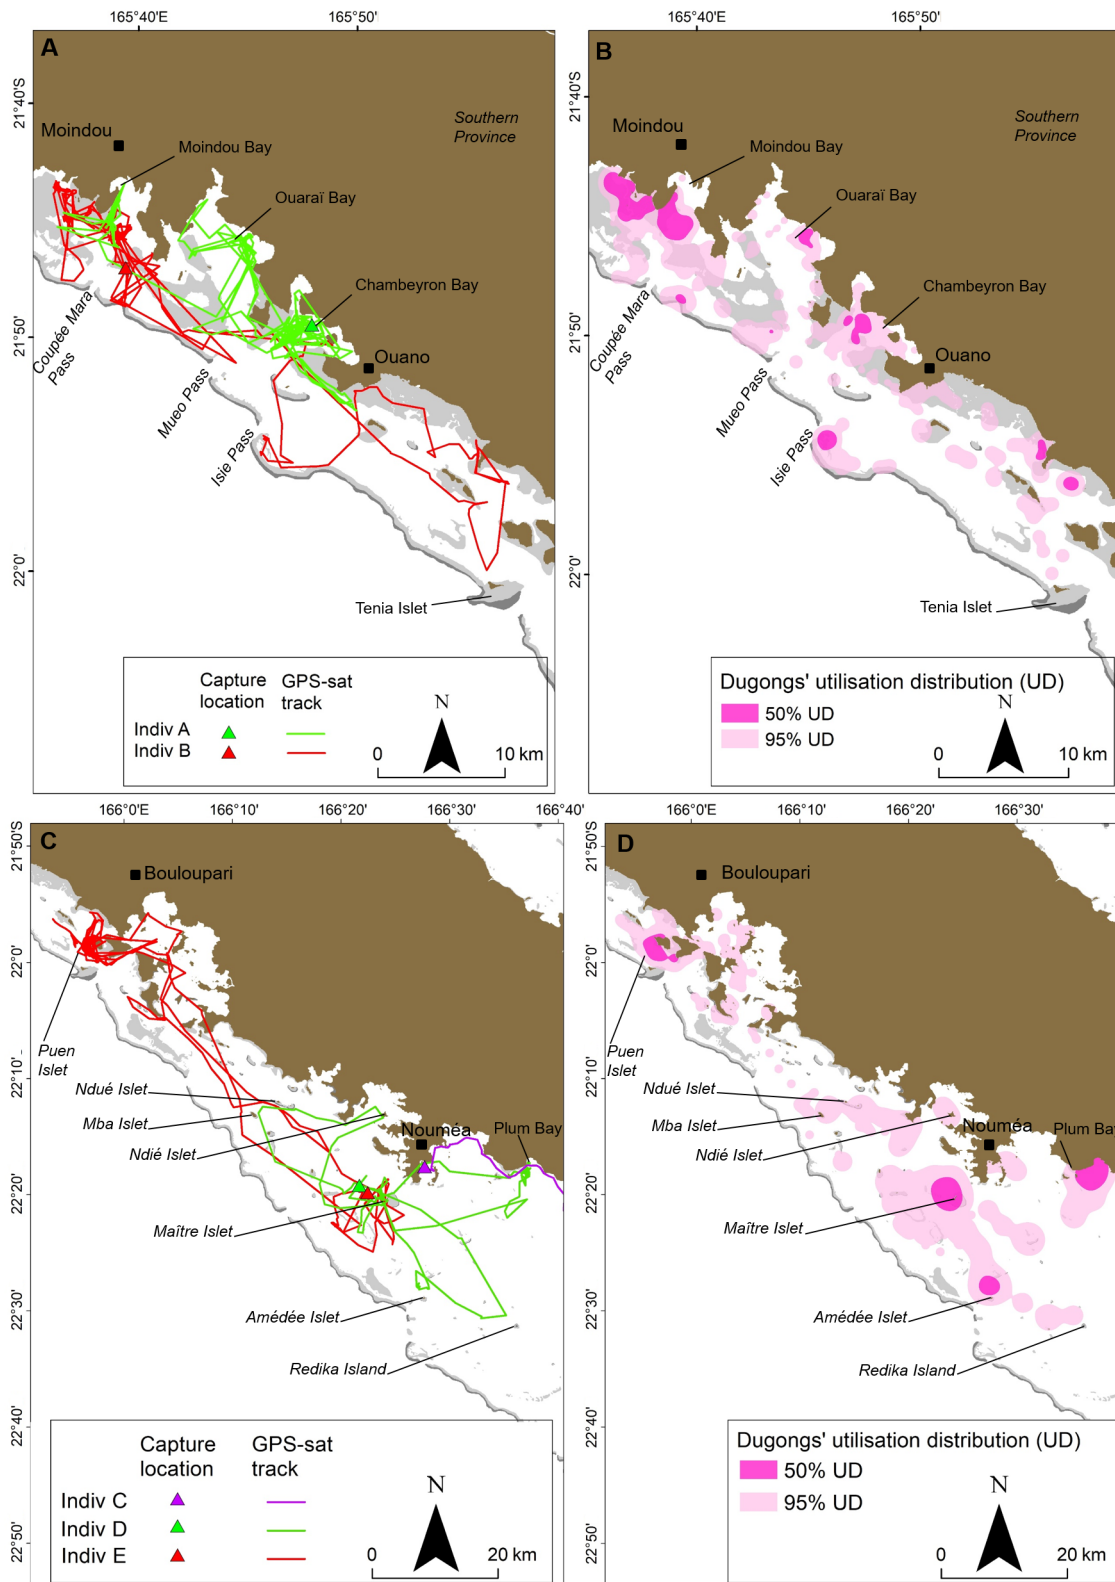 165°40'E
165°50'
165°40'E
165°50'
A
21°40'S
21°50'
22°0'
Southern
Province
Moindou
Moindou Bay
Ouaraï Bay
Chambeyron Bay
Ouano
Coupée Mara
Pass
Mueo Pass
Isie Pass
Tenia Islet
Capture
location
GPS-sat
track
Indiv A
Indiv B
N
0
10 km
B
21°40'S
21°50'
22°0'
Southern
Province
Moindou
Moindou Bay
Ouaraï Bay
Chambeyron Bay
Ouano
Coupée Mara
Pass
Mueo Pass
Isie Pass
Tenia Islet
Dugongs' utilisation distribution (UD)
50% UD
95% UD
N
0
10 km
166°0'E
166°10'
166°20'
166°30'
166°40'
166°0'E
166°10'
166°20'
166°30'
C
21°50'S
22°0'
22°10'
22°20'
22°30'
22°40'
22°50'
Bouloupari
Puen
Islet
Ndué Islet
Mba Islet
Ndié Islet
Nouméa
Plum Bay
Maître Islet
Amédée Islet
Redika Island
Capture
location
GPS-sat
track
Indiv C
Indiv D
Indiv E
N
0
20 km
D
21°50'S
22°0'
22°10'
22°20'
22°30'
22°40'
22°50'
Bouloupari
Puen
Islet
Ndué Islet
Mba Islet
Ndié Islet
Nouméa
Plum Bay
Maître Islet
Amédée Islet
Redika Island
Dugongs' utilisation distribution (UD)
50% UD
95% UD
N
0
20 km